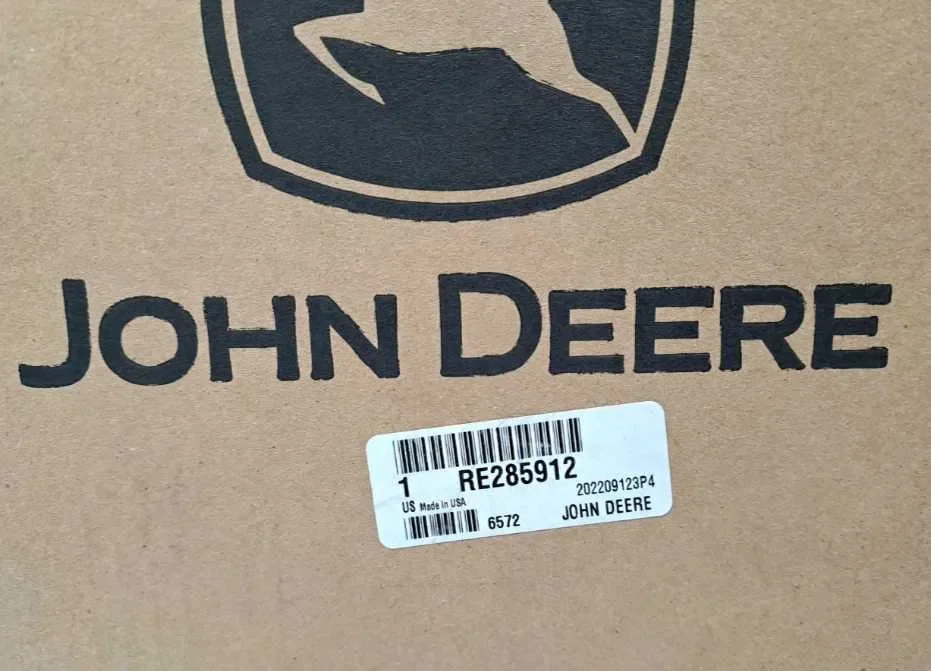 JOHN DEERE
1 RE285912
202209123P4
US Made in USA
6572 JOHN DEERE